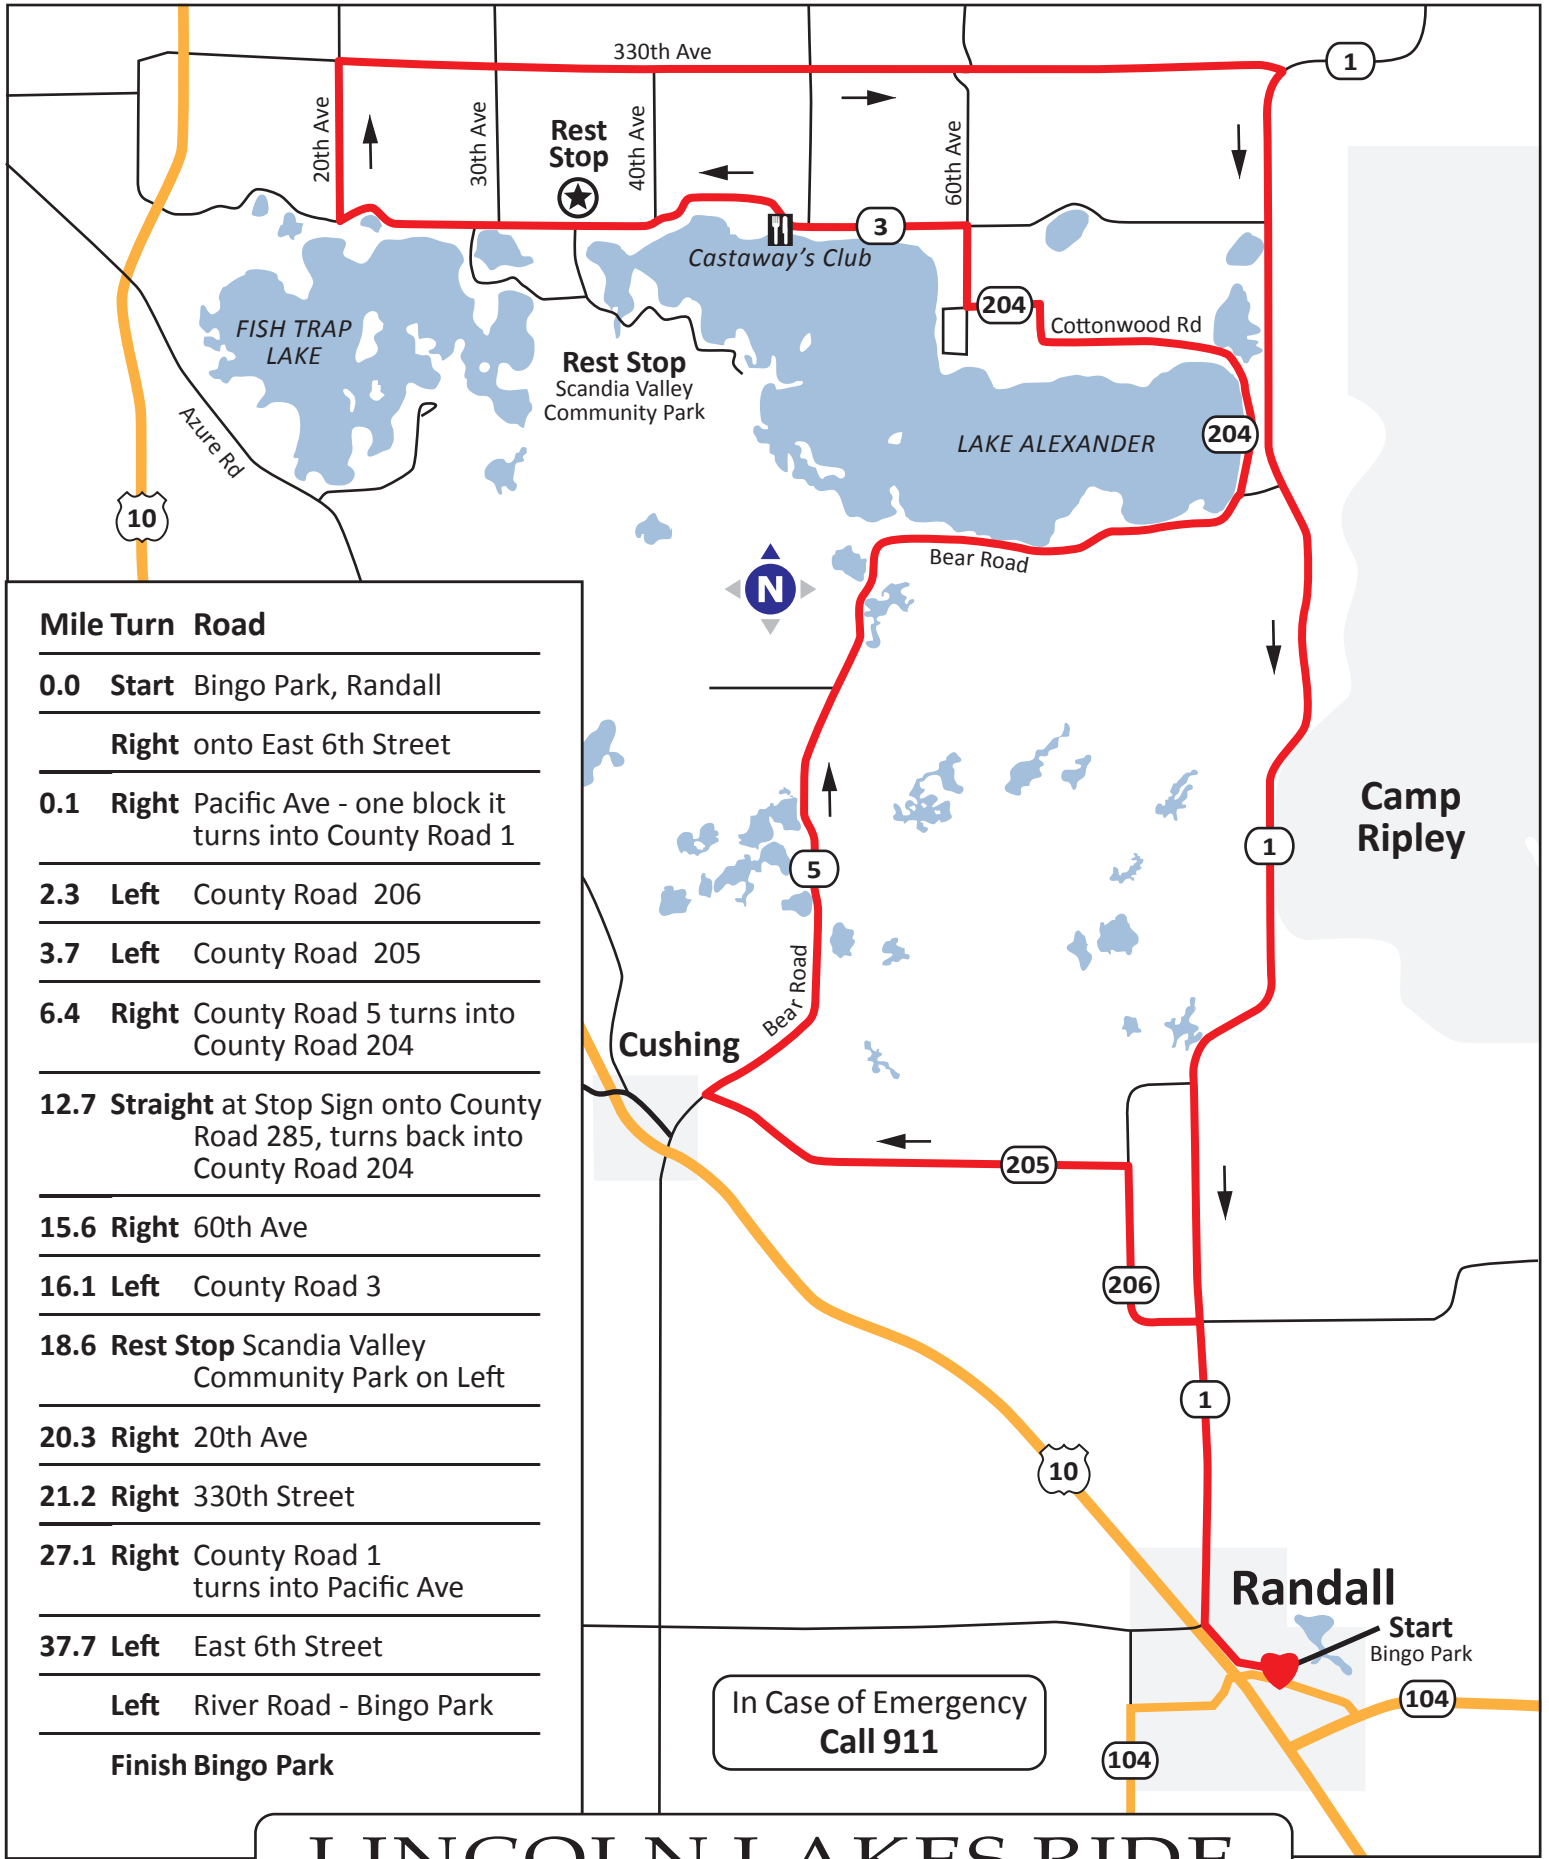 330th Ave
1
20th Ave
30th Ave
Rest
Stop
40th Ave
60th Ave
3
Castaway's Club
204
Cottonwood Rd
FISH TRAP
LAKE
Rest Stop
Scandia Valley
Community Park
Azure Rd
LAKE ALEXANDER
204
10
Bear Road
N
Mile Turn Road
0.0 Start Bingo Park, Randall
Right onto East 6th Street
0.1 Right Pacific Ave - one block it
turns into County Road 1
2.3 Left County Road 206
3.7 Left County Road 205
6.4 Right County Road 5 turns into
County Road 204
12.7 Straight at Stop Sign onto County
Road 285, turns back into
County Road 204
15.6 Right 60th Ave
16.1 Left County Road 3
18.6 Rest Stop Scandia Valley
Community Park on Left
20.3 Right 20th Ave
21.2 Right 330th Street
27.1 Right County Road 1
turns into Pacific Ave
37.7 Left East 6th Street
Left River Road - Bingo Park
Finish Bingo Park
Camp
Ripley
1
5
Bear Road
Cushing
205
206
1
10
Randall
Start
Bingo Park
104
104
In Case of Emergency
Call 911
LINCOLN LAKES RIDE